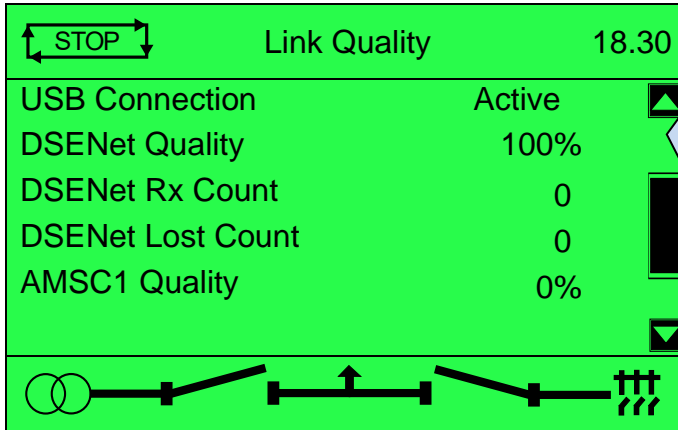 STOP Link Quality 18.30
USB Connection Active
DSENet Quality 100%
DSENet Rx Count 0
DSENet Lost Count 0
AMSC1 Quality 0%